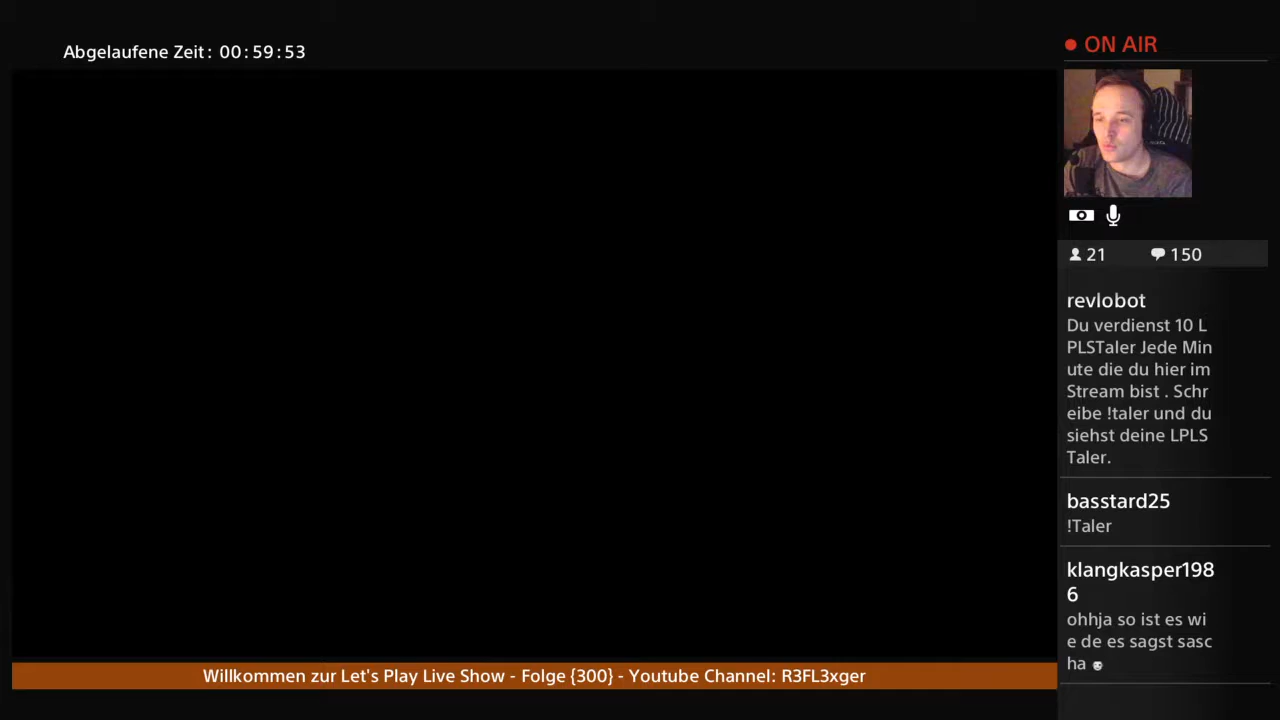 Abgelaufene Zeit: 00:59:53
ON AIR
21 150
revlobot
Du verdienst 10 L
PLSTaler Jede Min
ute die du hier im
Stream bist . Schr
eibe !taler und du
siehst deine LPLS
Taler.
basstard25
!Taler
klangkasper198
6
ohhja so ist es wi
e de es sagst sasc
ha
Willkommen zur Let's Play Live Show - Folge {300} - Youtube Channel: R3FL3xger